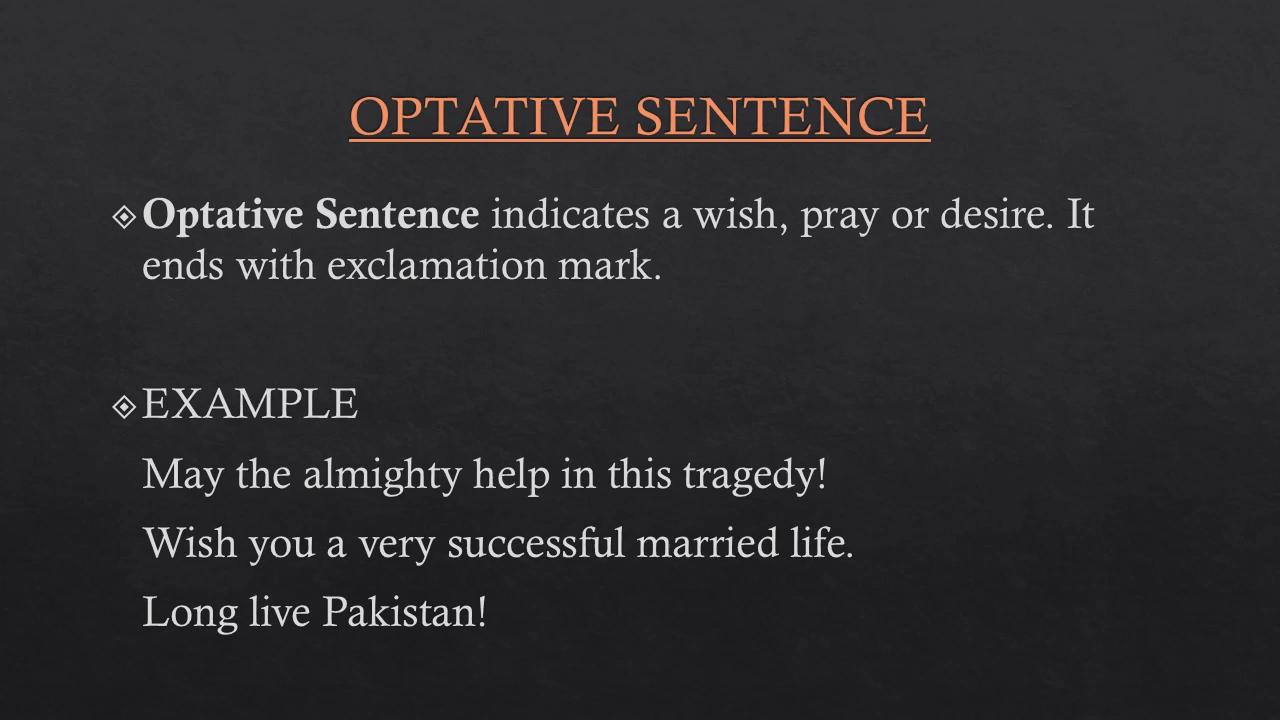 OPTATIVE SENTENCE
Optative Sentence indicates a wish, pray or desire. It
ends with exclamation mark.
EXAMPLE
May the almighty help in this tragedy!
Wish you a very successful married life.
Long live Pakistan!